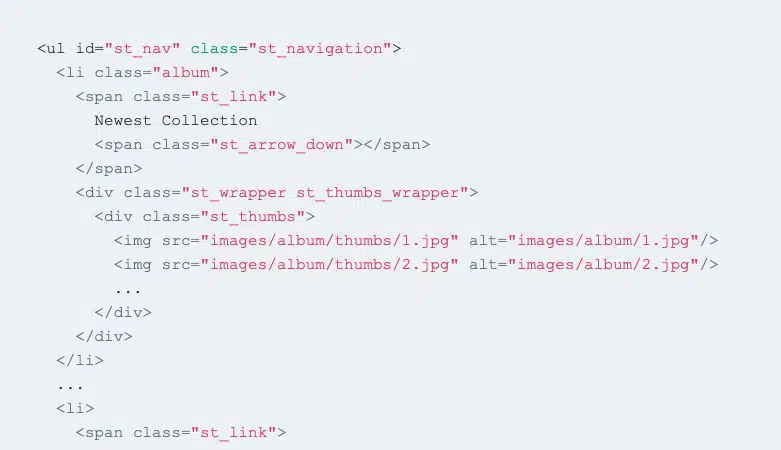 <ul id="st_nav" class="st_navigation">
<li class="album">
<span class="st_link">
Newest Collection
<span class="st_arrow_down"></span>
</span>
<div class="st_wrapper st_thumbs_wrapper">
<div class="st_thumbs">
<img src="images/album/thumbs/1.jpg" alt="images/album/1.jpg"/>
<img src="images/album/thumbs/2.jpg" alt="images/album/2.jpg"/>
...
</div>
</div>
</li>
...
<li>
<span class="st_link">